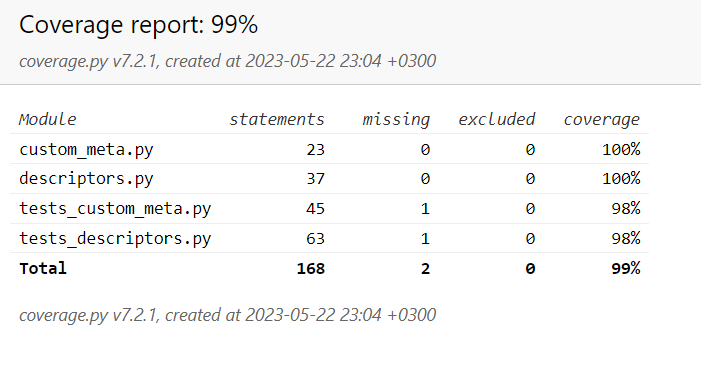 Coverage report: 99%
coverage.py v7.2.1, created at 2023-05-22 23:04 +0300
Module statements missing excluded coverage
custom_meta.py 23 0 0 100%
descriptors.py 37 0 0 100%
tests_custom_meta.py 45 1 0 98%
tests_descriptors.py 63 1 0 98%
Total 168 2 0 99%
coverage.py v7.2.1, created at 2023-05-22 23:04 +0300